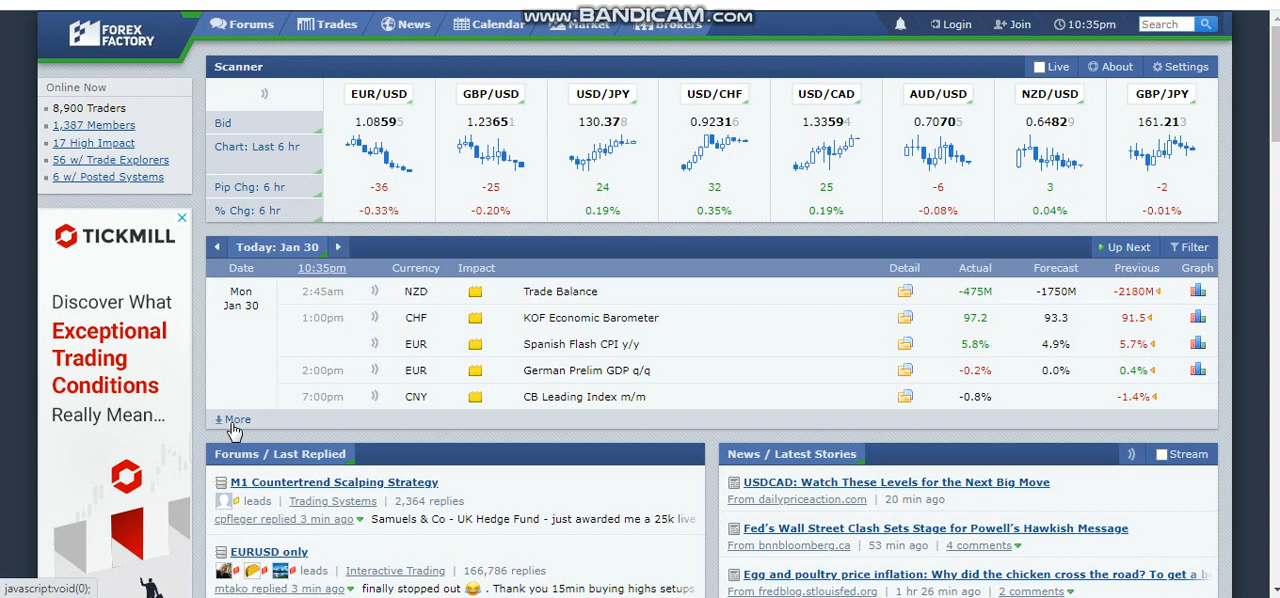 www.BANDICAM.com
FOREX FACTORY
Forums Trades News Calendar Market Brokers Login Join 10:35pm Search
Online Now
8,900 Traders
1,387 Members
17 High Impact
56 w/ Trade Explorers
6 w/ Posted Systems
TICKMILL
Discover What
Exceptional
Trading
Conditions
Really Mean...
Scanner Live About Settings
EUR/USD GBP/USD USD/JPY USD/CHF USD/CAD AUD/USD NZD/USD GBP/JPY
Bid 1.08595 1.23651 130.378 0.92316 1.33594 0.70705 0.64829 161.213
Chart: Last 6 hr
Pip Chg: 6 hr -36 -25 24 32 25 -6 3 -2
% Chg: 6 hr -0.33% -0.20% 0.19% 0.35% 0.19% -0.08% 0.04% -0.01%
Today: Jan 30 Up Next Filter
Date 10:35pm Currency Impact Detail Actual Forecast Previous Graph
Mon Jan 30 2:45am NZD Trade Balance -475M -1750M -2180M
1:00pm CHF KOF Economic Barometer 97.2 93.3 91.5
EUR Spanish Flash CPI y/y 5.8% 4.9% 5.7%
2:00pm EUR German Prelim GDP q/q -0.2% 0.0% 0.4%
7:00pm CNY CB Leading Index m/m -0.8% -1.4%
More
Forums / Last Replied
M1 Countertrend Scalping Strategy
leads | Trading Systems | 2,364 replies
cpfleger replied 3 min ago Samuels & Co - UK Hedge Fund - just awarded me a 25k live
EURUSD only
leads | Interactive Trading | 166,786 replies
mtako replied 3 min ago finally stopped out 😂 . Thank you 15min buying highs setups
News / Latest Stories Stream
USDCAD: Watch These Levels for the Next Big Move
From dailypriceaction.com | 20 min ago
Fed's Wall Street Clash Sets Stage for Powell's Hawkish Message
From bnnbloomberg.ca | 53 min ago | 4 comments
Egg and poultry price inflation: Why did the chicken cross the road? To get a b
From fredblog.stlouisfed.org | 1 hr 26 min ago | 2 comments
javascript:void(0);